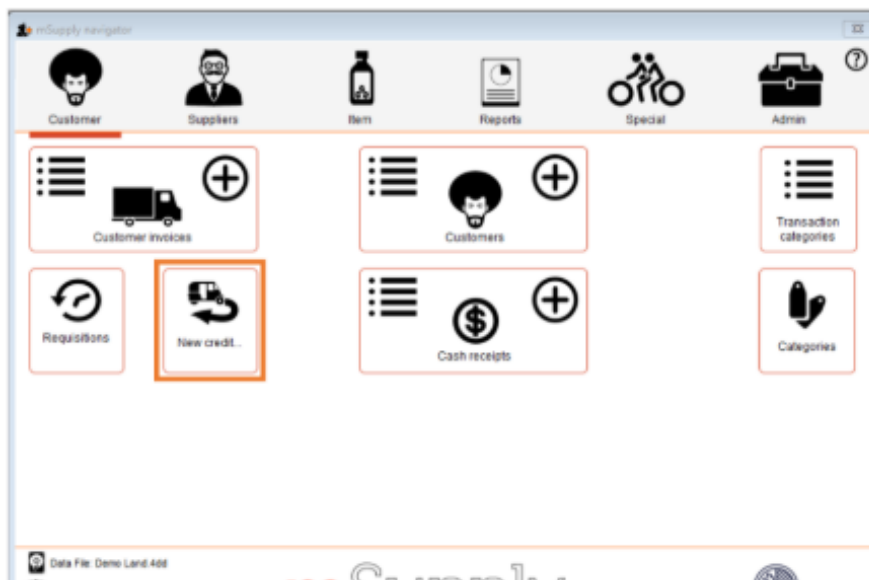 mSupply navigator
?
Customer
Suppliers
Item
Reports
Special
Admin
Customer invoices
Customers
Transaction
categories
Requisitions
New credit...
$
Cash receipts
Categories
Data File: Demo Land.4dd